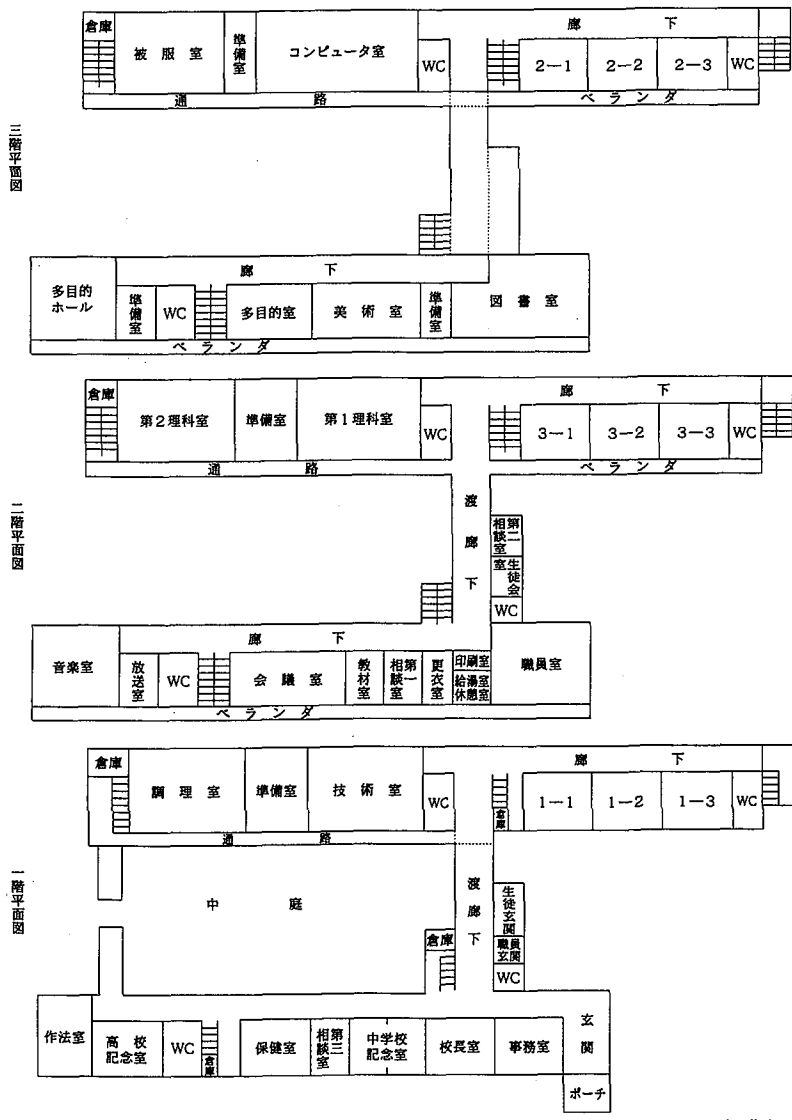 三階平面図
倉庫
被服室
準備室
コンピュータ室
WC
廊下
2－1
2－2
2－3
WC
通路
ベランダ
廊下
多目的ホール
準備室
WC
多目的室
美術室
準備室
図書室
ベランダ
二階平面図
倉庫
第2理科室
準備室
第1理科室
WC
廊下
3－1
3－2
3－3
WC
通路
ベランダ
渡廊下
第二相談室
生徒会室
WC
廊下
音楽室
放送室
WC
会議室
教材室
第一相談室
更衣室
印刷室
給湯室
休憩室
職員室
ベランダ
一階平面図
倉庫
調理室
準備室
技術室
WC
廊下
倉庫
1－1
1－2
1－3
WC
通路
中庭
渡廊下
倉庫
生徒玄関
職員玄関
WC
作法室
高校記念室
WC
倉庫
保健室
第三相談室
中学校記念室
校長室
事務室
玄関
ポーチ